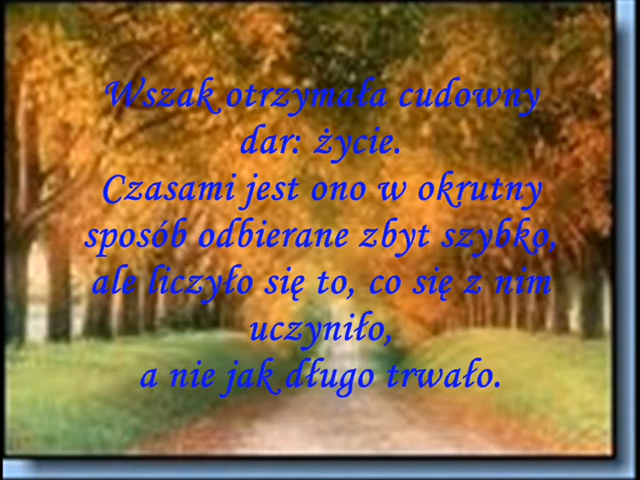 Wszak otrzymała cudowny
dar: życie.
Czasami jest ono w okrutny
sposób odbierane zbyt szybko,
ale liczyło się to, co się z nim
uczyniło,
a nie jak długo trwało.